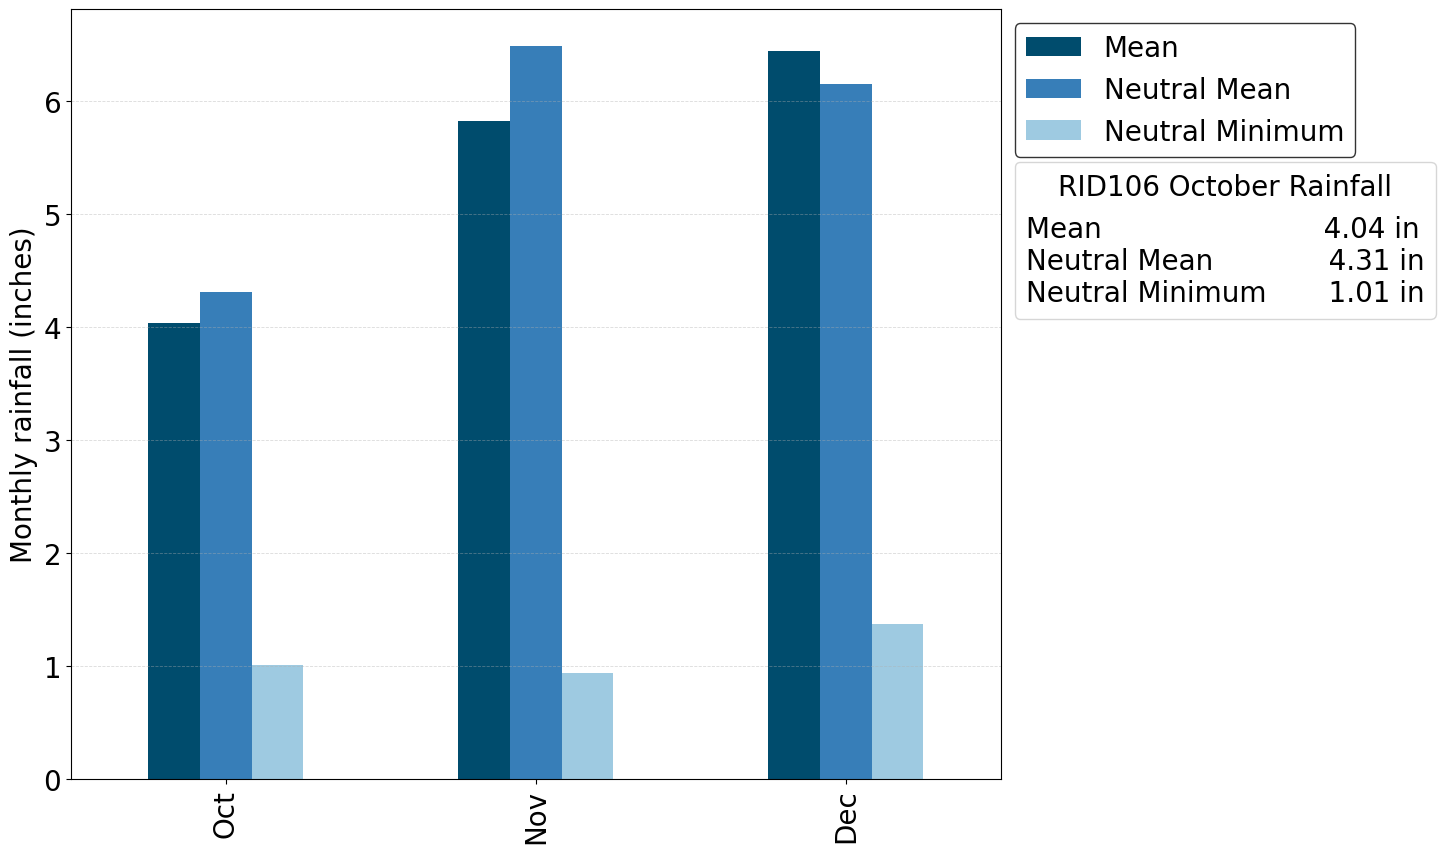 Monthly rainfall (inches)
6
5
4
3
2
1
0
Oct
Nov
Dec
Mean
Neutral Mean
Neutral Minimum
RID106 October Rainfall
Mean 4.04 in
Neutral Mean 4.31 in
Neutral Minimum 1.01 in